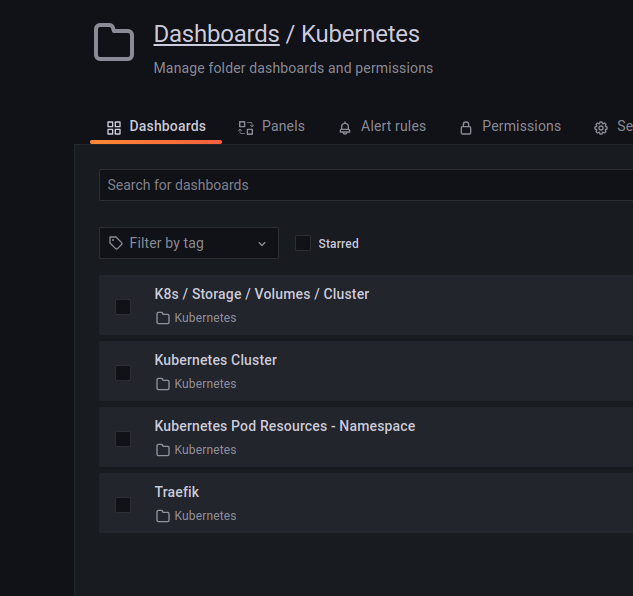 Dashboards / Kubernetes
Manage folder dashboards and permissions
Dashboards Panels Alert rules Permissions Se
Search for dashboards
Filter by tag Starred
K8s / Storage / Volumes / Cluster
Kubernetes
Kubernetes Cluster
Kubernetes
Kubernetes Pod Resources - Namespace
Kubernetes
Traefik
Kubernetes